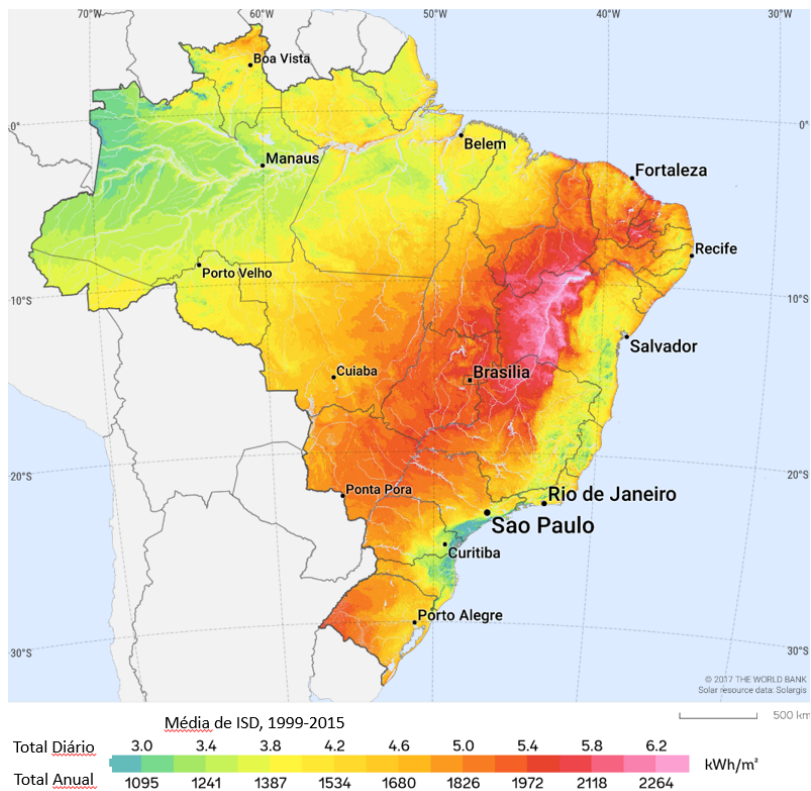 70°W 60°W 50°W 40°W 30°W
Boa Vista
0° 0°
Belem
Manaus
Fortaleza
Recife
Porto Velho
10°S 10°S
Salvador
Cuiaba
Brasilia
20°S 20°S
Ponta Pora
Rio de Janeiro
Sao Paulo
Curitiba
Porto Alegre
30°S 30°S
© 2017 THE WORLD BANK
Solar resource data: Solargis
Média de ISD, 1999-2015
500 km
Total Diário 3.0 3.4 3.8 4.2 4.6 5.0 5.4 5.8 6.2
kWh/m²
Total Anual 1095 1241 1387 1534 1680 1826 1972 2118 2264